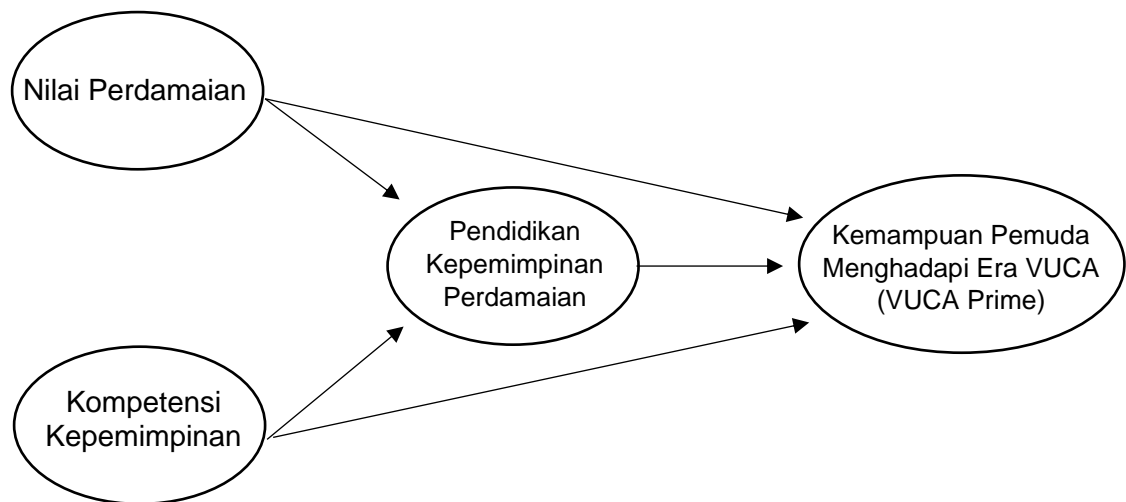 Nilai Perdamaian
Pendidikan
Kepemimpinan
Perdamaian
Kemampuan Pemuda
Menghadapi Era VUCA
(VUCA Prime)
Kompetensi
Kepemimpinan